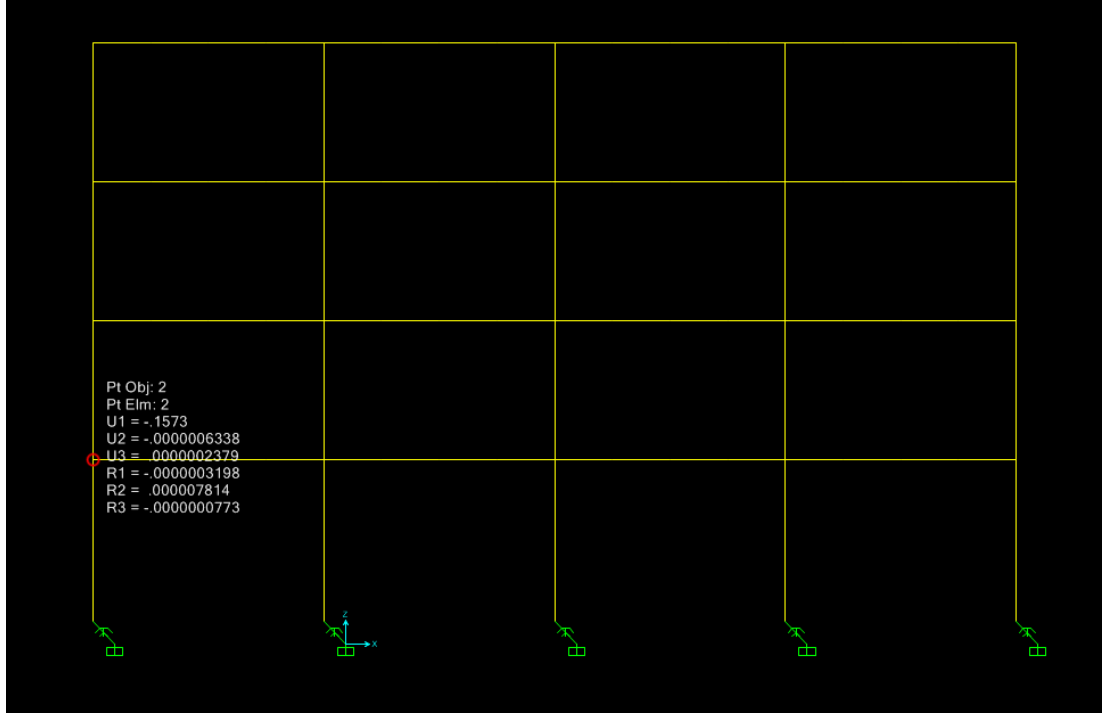 Pt Obj: 2
Pt Elm: 2
U1 = -.1573
U2 = -.0000006338
U3 = .0000002379
R1 = -.0000003198
R2 = .000007814
R3 = -.0000000773
Z
X